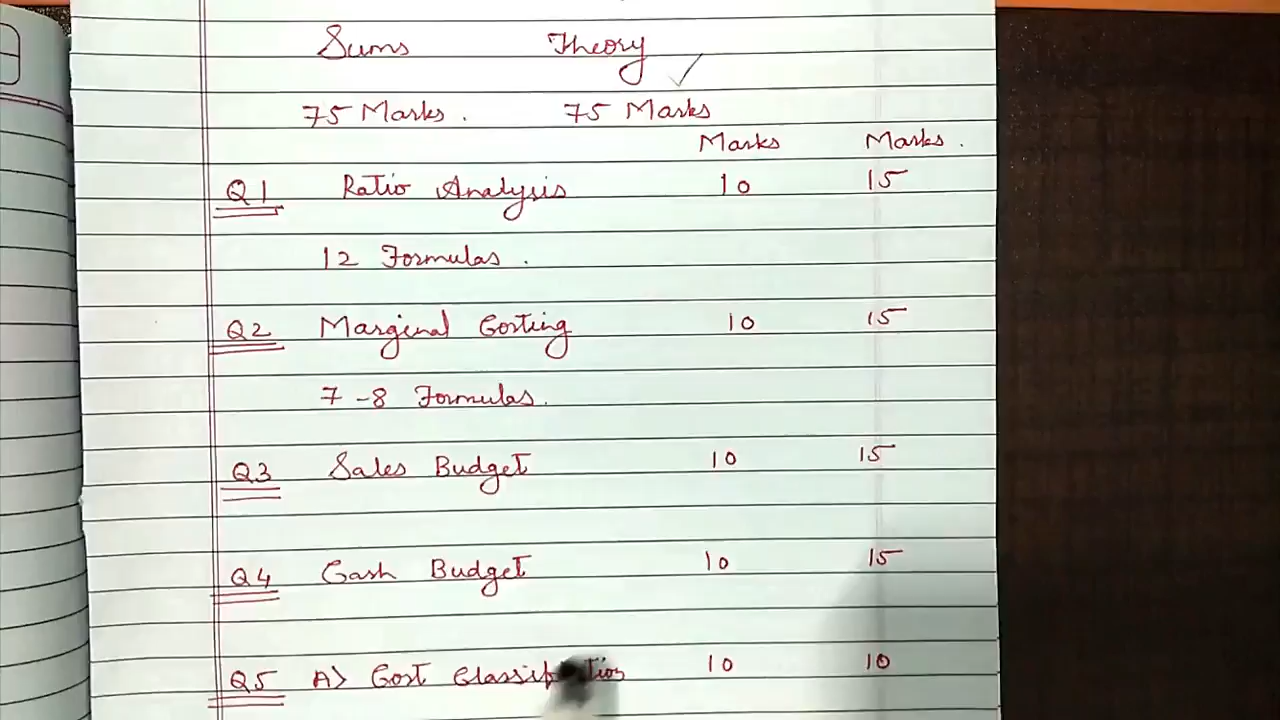 Sums Theory
75 Marks. 75 Marks
Marks Marks.
Q1 Ratio Analysis 10 15
12 Formulas.
Q2 Marginal Costing 10 15
7-8 Formulas.
Q3 Sales Budget 10 15
Q4 Cash Budget 10 15
Q5 A) Cost 10 10